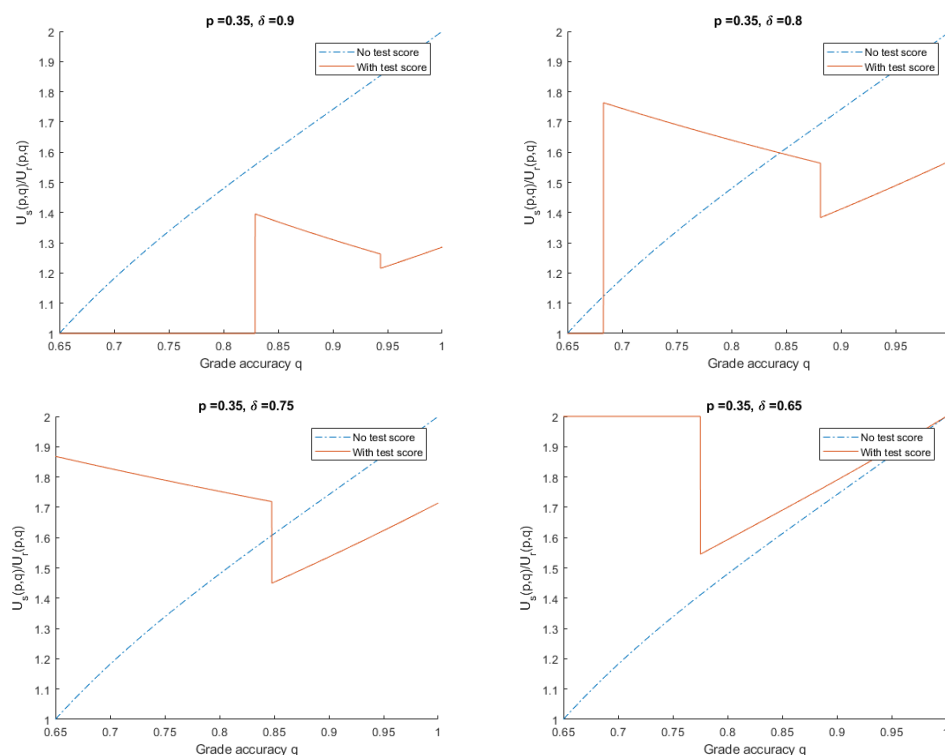 p =0.35, δ =0.9
2
1.9
1.8
1.7
1.6
1.5
1.4
1.3
1.2
1.1
1
U_s(p,q)/U_r(p,q)
No test score
With test score
0.65 0.7 0.75 0.8 0.85 0.9 0.95 1
Grade accuracy q
p =0.35, δ =0.8
2
1.9
1.8
1.7
1.6
1.5
1.4
1.3
1.2
1.1
1
U_s(p,q)/U_r(p,q)
No test score
With test score
0.65 0.7 0.75 0.8 0.85 0.9 0.95 1
Grade accuracy q
p =0.35, δ =0.75
2
1.9
1.8
1.7
1.6
1.5
1.4
1.3
1.2
1.1
1
U_s(p,q)/U_r(p,q)
No test score
With test score
0.65 0.7 0.75 0.8 0.85 0.9 0.95 1
Grade accuracy q
p =0.35, δ =0.65
2
1.9
1.8
1.7
1.6
1.5
1.4
1.3
1.2
1.1
1
U_s(p,q)/U_r(p,q)
No test score
With test score
0.65 0.7 0.75 0.8 0.85 0.9 0.95 1
Grade accuracy q